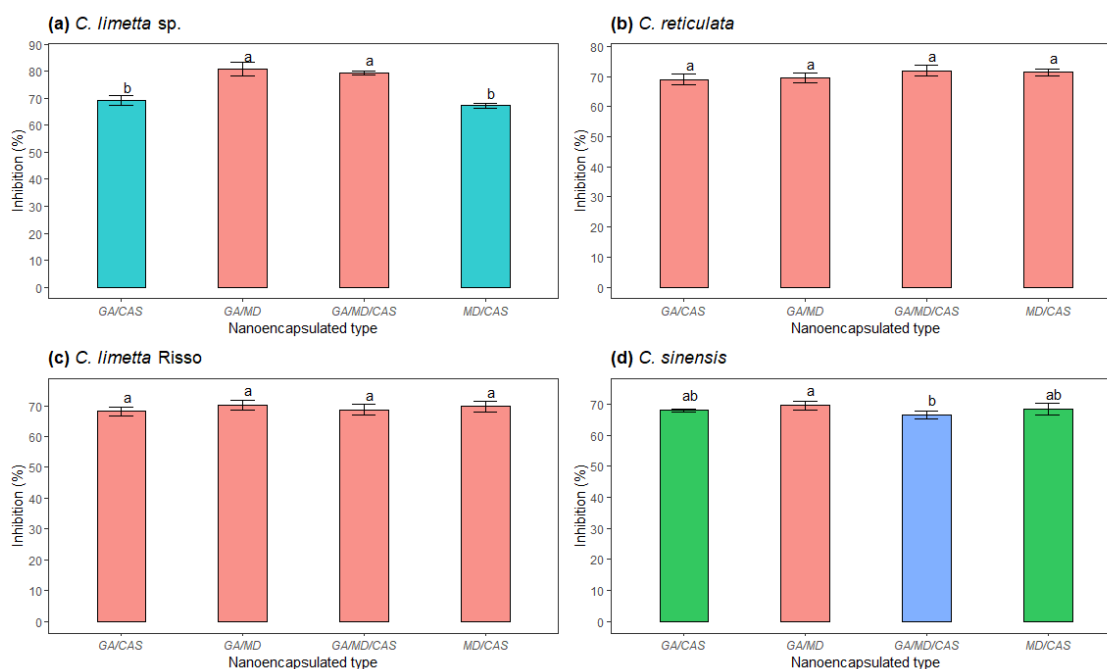 (a) C. limetta sp.
Inhibition (%)
90
80
70
60
50
40
30
20
10
0
b
a
a
b
GA/CAS
GA/MD
GA/MD/CAS
MD/CAS
Nanoencapsulated type
(b) C. reticulata
Inhibition (%)
80
70
60
50
40
30
20
10
0
a
a
a
a
GA/CAS
GA/MD
GA/MD/CAS
MD/CAS
Nanoencapsulated type
(c) C. limetta Risso
Inhibition (%)
70
60
50
40
30
20
10
0
a
a
a
a
GA/CAS
GA/MD
GA/MD/CAS
MD/CAS
Nanoencapsulated type
(d) C. sinensis
Inhibition (%)
70
60
50
40
30
20
10
0
ab
a
b
ab
GA/CAS
GA/MD
GA/MD/CAS
MD/CAS
Nanoencapsulated type